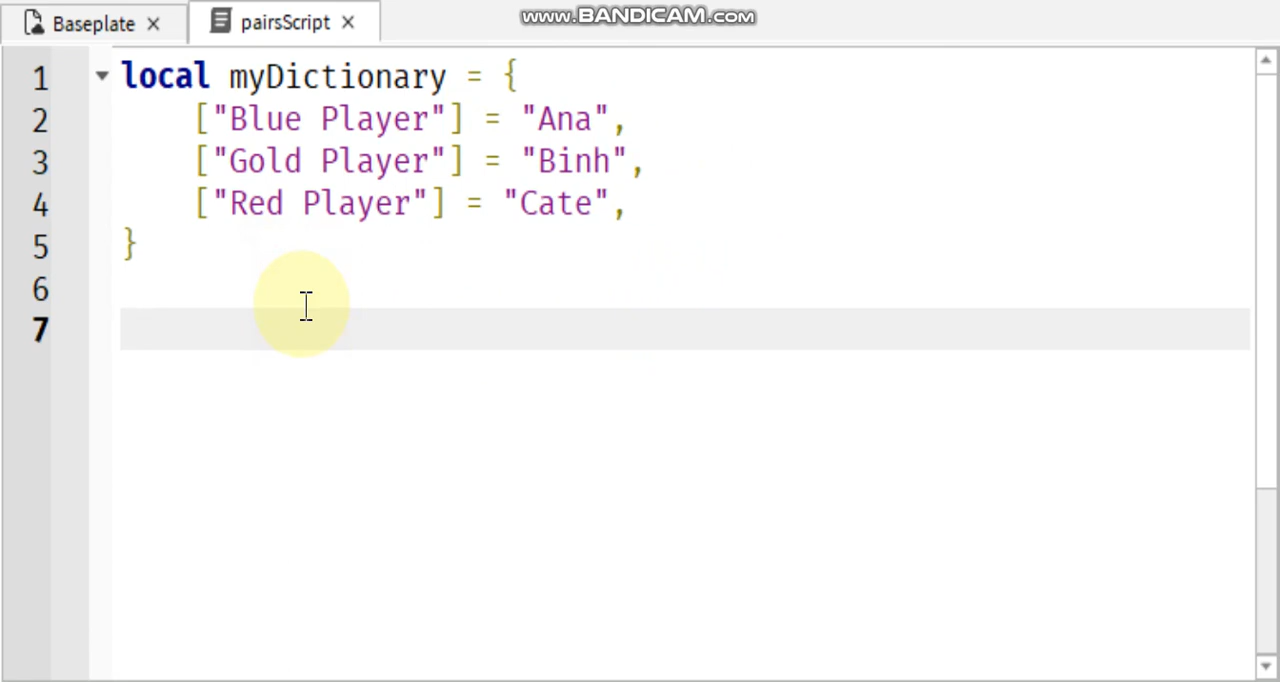 www.BANDICAM.com
Baseplate
pairsScript
1 local myDictionary = {
2 ["Blue Player"] = "Ana",
3 ["Gold Player"] = "Binh",
4 ["Red Player"] = "Cate",
5 }
6
7